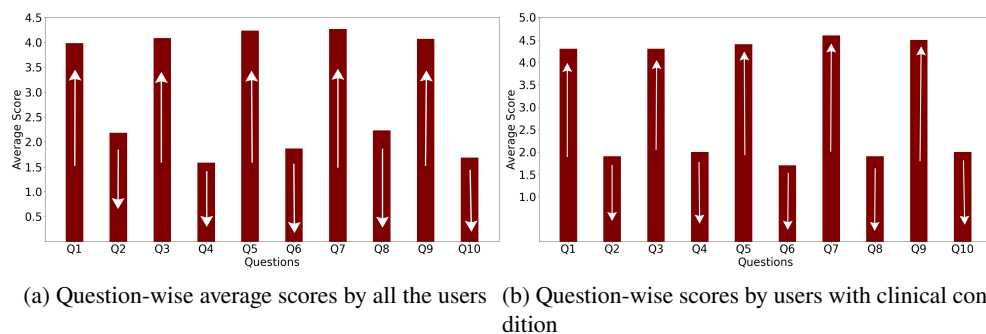 4.5
4.0
3.5
3.0
2.5
2.0
1.5
1.0
0.5
Average Score
Q1 Q2 Q3 Q4 Q5 Q6 Q7 Q8 Q9 Q10
Questions
(a) Question-wise average scores by all the users
5.0
4.5
4.0
3.5
3.0
2.5
2.0
1.5
1.0
Average Score
Q1 Q2 Q3 Q4 Q5 Q6 Q7 Q8 Q9 Q10
Questions
(b) Question-wise scores by users with clinical con
dition